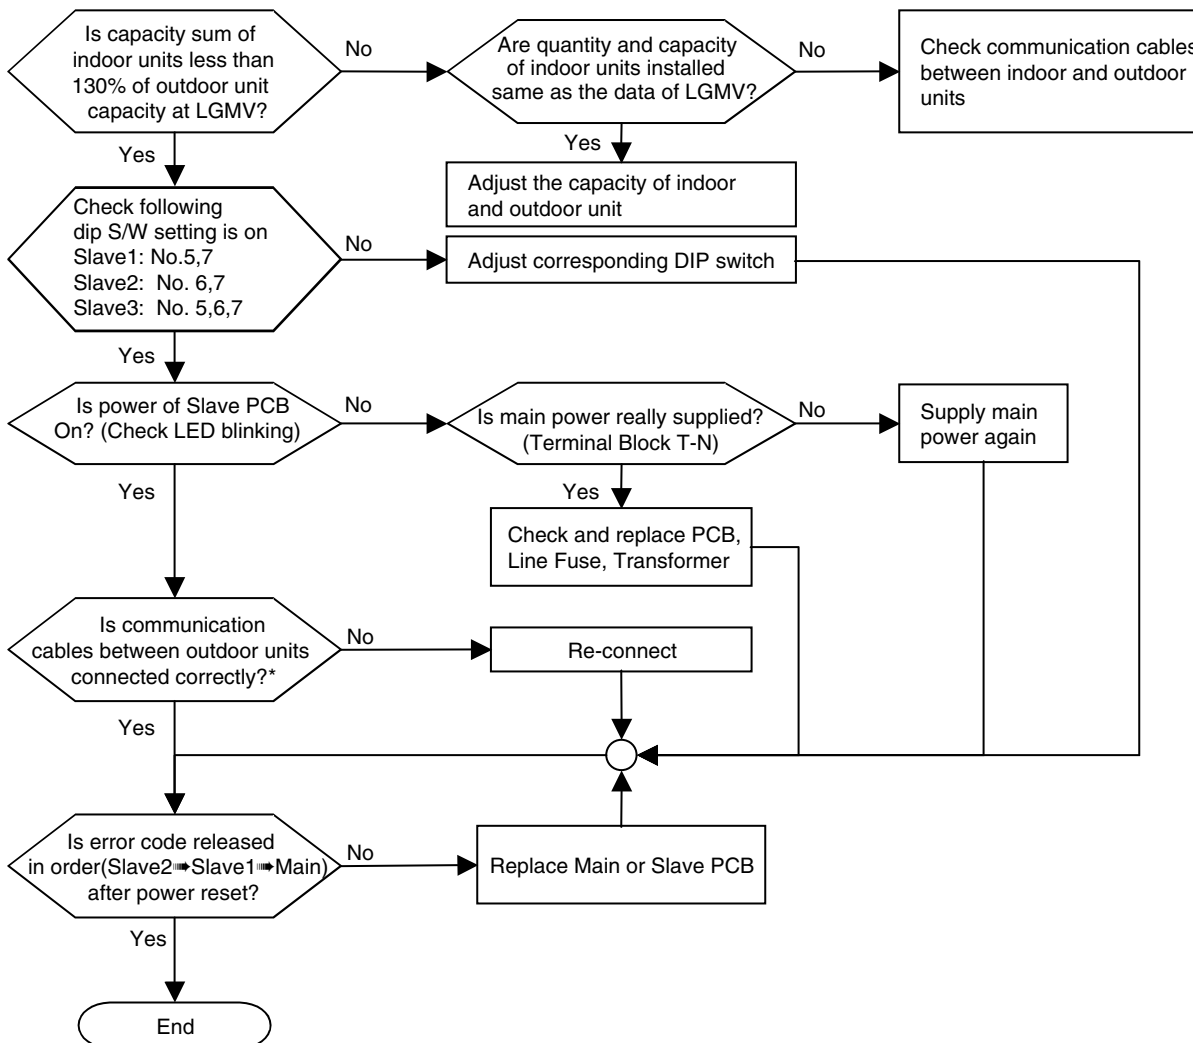 Is capacity sum of
indoor units less than
130% of outdoor unit
capacity at LGMV?
No
Are quantity and capacity
of indoor units installed
same as the data of LGMV?
No
Check communication cables
between indoor and outdoor
units
Yes
Yes
Adjust the capacity of indoor
and outdoor unit
Check following
dip S/W setting is on
Slave1: No.5,7
Slave2: No. 6,7
Slave3: No. 5,6,7
No
Adjust corresponding DIP switch
Yes
Is power of Slave PCB
On? (Check LED blinking)
No
Is main power really supplied?
(Terminal Block T-N)
No
Supply main
power again
Yes
Yes
Check and replace PCB,
Line Fuse, Transformer
Is communication
cables between outdoor units
connected correctly?*
No
Re-connect
Yes
Is error code released
in order(Slave2➠Slave1➠Main)
after power reset?
No
Replace Main or Slave PCB
Yes
End